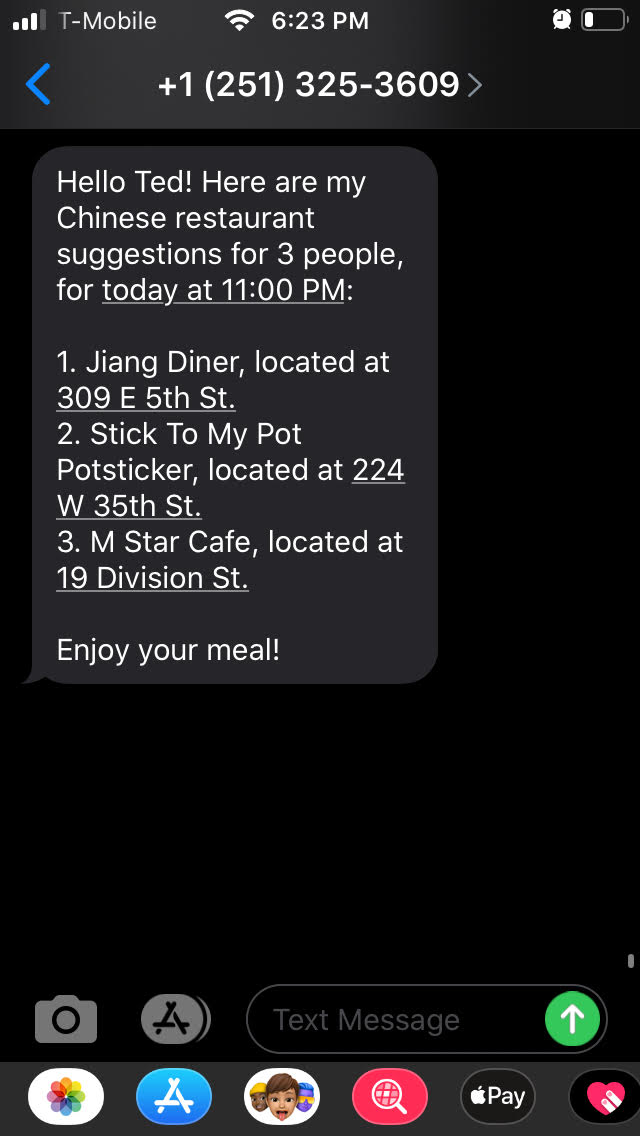 T-Mobile 6:23 PM
+1 (251) 325-3609
Hello Ted! Here are my
Chinese restaurant
suggestions for 3 people,
for today at 11:00 PM:
1. Jiang Diner, located at
309 E 5th St.
2. Stick To My Pot
Potsticker, located at 224
W 35th St.
3. M Star Cafe, located at
19 Division St.
Enjoy your meal!
Text Message
Pay